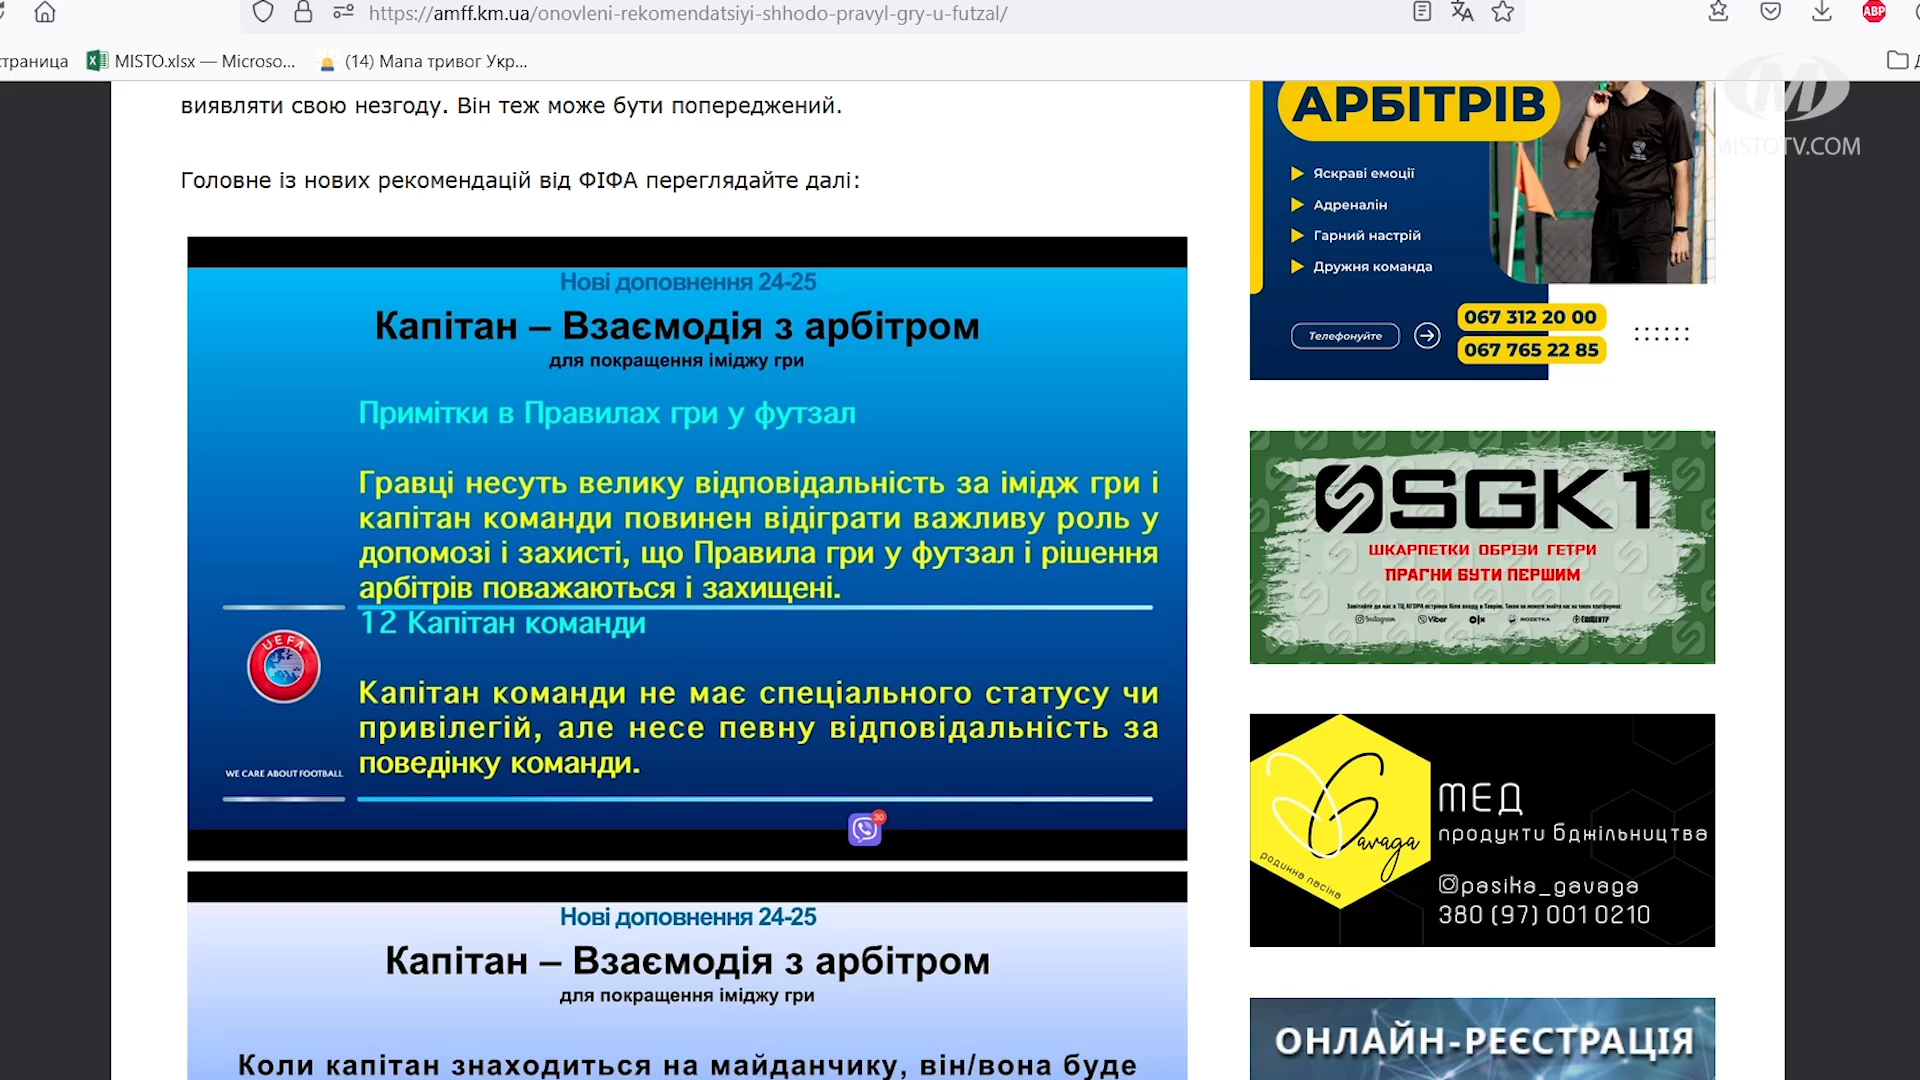 https://amff.km.ua/onovleni-rekomendatsiyi-shhodo-pravyl-gry-u-futzal/
ABP
траница
MISTO.xlsx — Microso...
(14) Мапа тривог Укр...
MISTOTV.COM
виявляти свою незгоду. Він теж може бути попереджений.
Головне із нових рекомендацій від ФІФА переглядайте далі:
Нові доповнення 24-25
Капітан – Взаємодія з арбітром
для покращення іміджу гри
Примітки в Правилах гри у футзал
Гравці несуть велику відповідальність за імідж гри і
капітан команди повинен відіграти важливу роль у
допомозі і захисті, що Правила гри у футзал і рішення
арбітрів поважаються і захищені.
12 Капітан команди
UEFA
Капітан команди не має спеціального статусу чи
привілегій, але несе певну відповідальність за
поведінку команди.
WE CARE ABOUT FOOTBALL
30
Нові доповнення 24-25
Капітан – Взаємодія з арбітром
для покращення іміджу гри
Коли капітан знаходиться на майданчику, він/вона буде
АРБІТРІВ
Яскраві емоції
Адреналін
Гарний настрій
Дружня команда
Телефонуйте
067 312 20 00
067 765 22 85
SGK1
ШКАРПЕТКИ ОБРІЗИ ГЕТРИ
ПРАГНИ БУТИ ПЕРШИМ
Instagram Viber olx ROZETKA ЕПІЦЕНТР
Gavaga
родинна пасіка
МЕД
продукти бджільництва
pasika_gavaga
380 (97) 001 0210
ОНЛАЙН-РЕЄСТРАЦІЯ